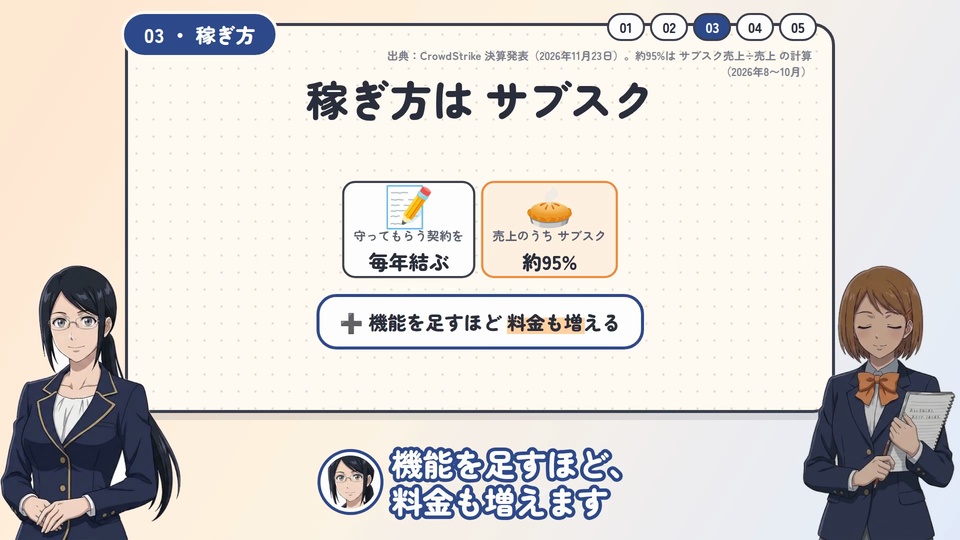 03 ・ 稼ぎ方
01 02 03 04 05
出典：CrowdStrike 決算発表（2026年11月23日）。約95%は サブスク売上÷売上 の計算
（2026年8〜10月）
稼ぎ方は サブスク
守ってもらう契約を
毎年結ぶ
売上のうち サブスク
約95%
➕ 機能を足すほど 料金も増える
機能を足すほど、
料金も増えます